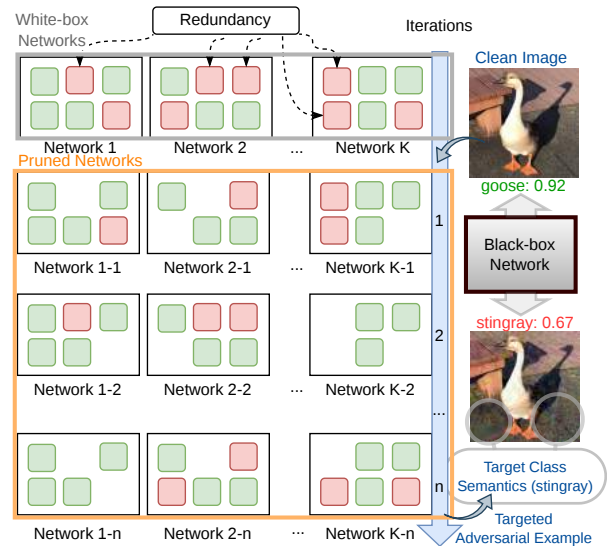 White-box
Networks
Redundancy
Iterations
Clean Image
Network 1
Network 2
...
Network K
goose: 0.92
Pruned Networks
1
Network 1-1
Network 2-1
...
Network K-1
Black-box
Network
2
stingray: 0.67
Network 1-2
Network 2-2
...
Network K-2
...
n
Target Class
Semantics (stingray)
Network 1-n
Network 2-n
...
Network K-n
Targeted
Adversarial Example